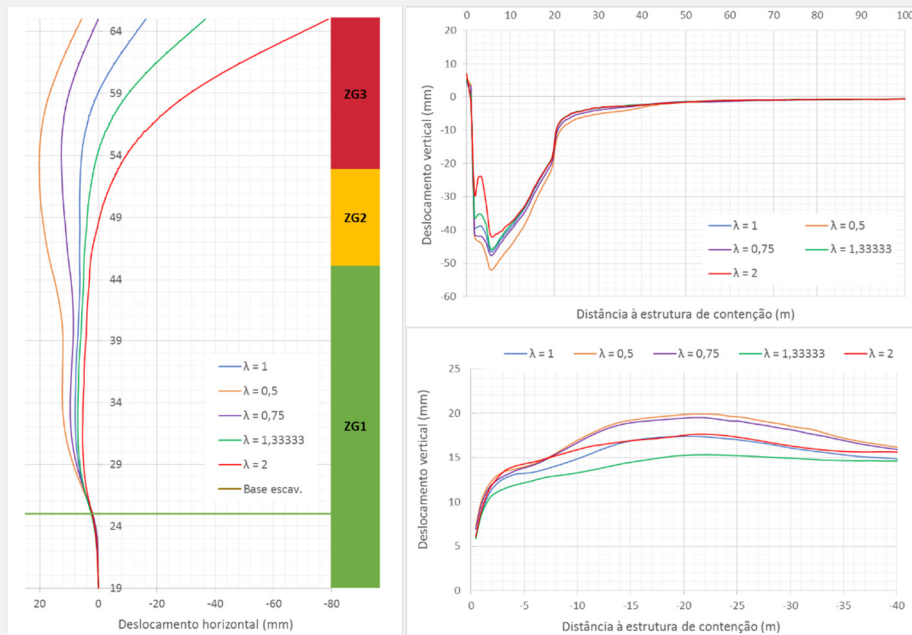 64
59
54
49
44
39
34
29
24
19
20 0 -20 -40 -60 -80
Deslocamento horizontal (mm)
λ = 1
λ = 0,5
λ = 0,75
λ = 1,33333
λ = 2
Base escav.
ZG3
ZG2
ZG1
0 10 20 30 40 50 60 70 80 90 100
20
10
0
-10
-20
-30
-40
-50
-60
Deslocamento vertical (mm)
λ = 1 λ = 0,5
λ = 0,75 λ = 1,33333
λ = 2
Distância à estrutura de contenção (m)
λ = 1 λ = 0,5 λ = 0,75 λ = 1,33333 λ = 2
25
20
15
10
5
0
Deslocamento vertical (mm)
0 -5 -10 -15 -20 -25 -30 -35 -40
Distância à estrutura de contenção (m)